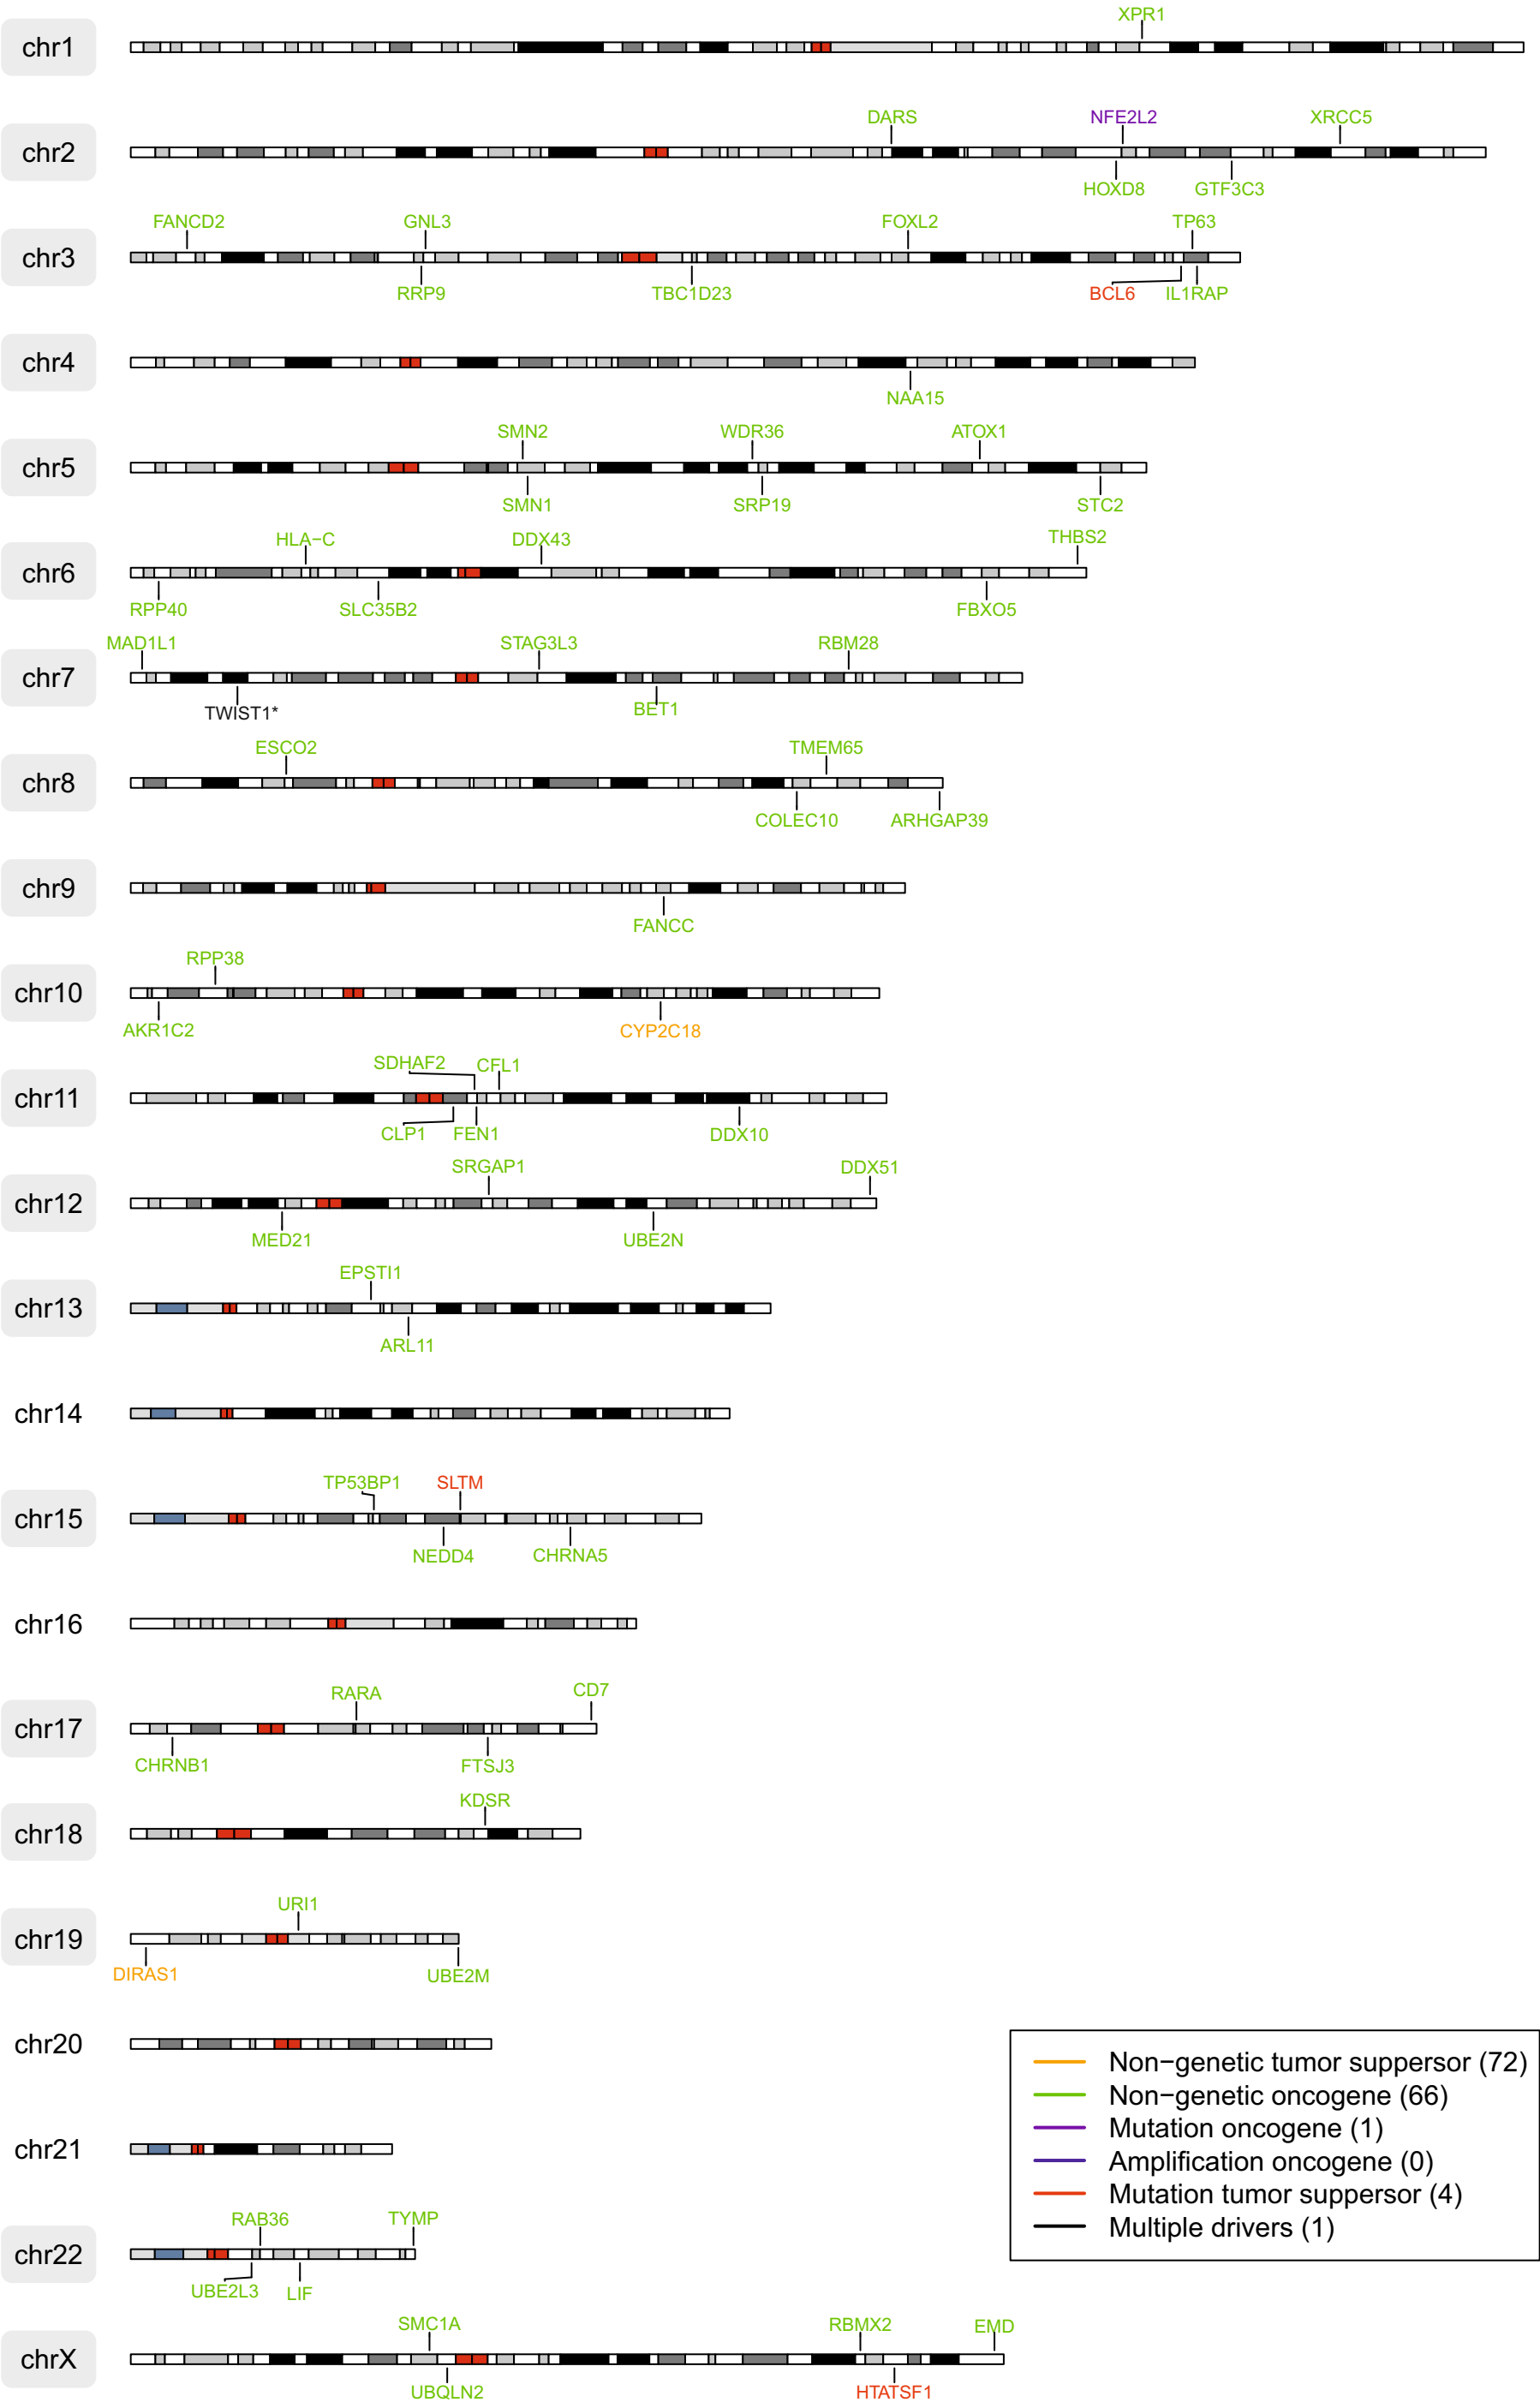 XPR1
chr1
DARS
NFE2L2
XRCC5
chr2
HOXD8
GTF3C3
FANCD2
GNL3
FOXL2
TP63
chr3
RRP9
TBC1D23
BCL6
IL1RAP
chr4
NAA15
SMN2
WDR36
ATOX1
chr5
SMN1
SRP19
STC2
HLA−C
DDX43
THBS2
chr6
RPP40
SLC35B2
FBXO5
MAD1L1
STAG3L3
RBM28
chr7
TWIST1*
BET1
ESCO2
TMEM65
chr8
COLEC10
ARHGAP39
chr9
FANCC
RPP38
chr10
AKR1C2
CYP2C18
SDHAF2
CFL1
chr11
CLP1
FEN1
DDX10
SRGAP1
DDX51
chr12
MED21
UBE2N
EPSTI1
chr13
ARL11
chr14
TP53BP1
SLTM
chr15
NEDD4
CHRNA5
chr16
RARA
CD7
chr17
CHRNB1
FTSJ3
KDSR
chr18
URI1
chr19
DIRAS1
UBE2M
chr20
chr21
RAB36
TYMP
chr22
UBE2L3
LIF
SMC1A
RBMX2
EMD
chrX
UBQLN2
HTATSF1
Non−genetic tumor suppersor (72)
Non−genetic oncogene (66)
Mutation oncogene (1)
Amplification oncogene (0)
Mutation tumor suppersor (4)
Multiple drivers (1)